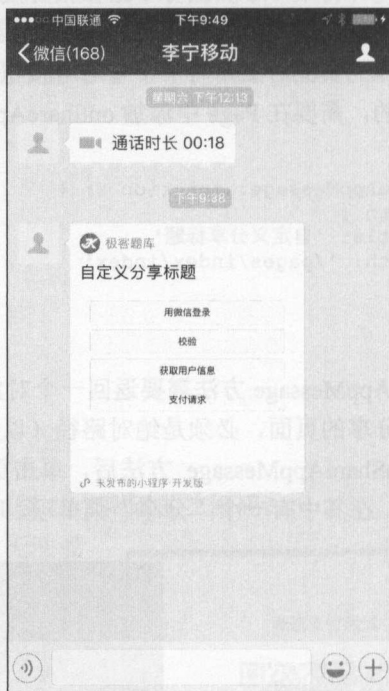 中国联通 下午9:49
微信(168) 李宁移动
星期六 下午12:13
通话时长 00:18
下午9:38
极客题库
自定义分享标题
用微信登录
校验
获取用户信息
支付请求
未发布的小程序 开发版